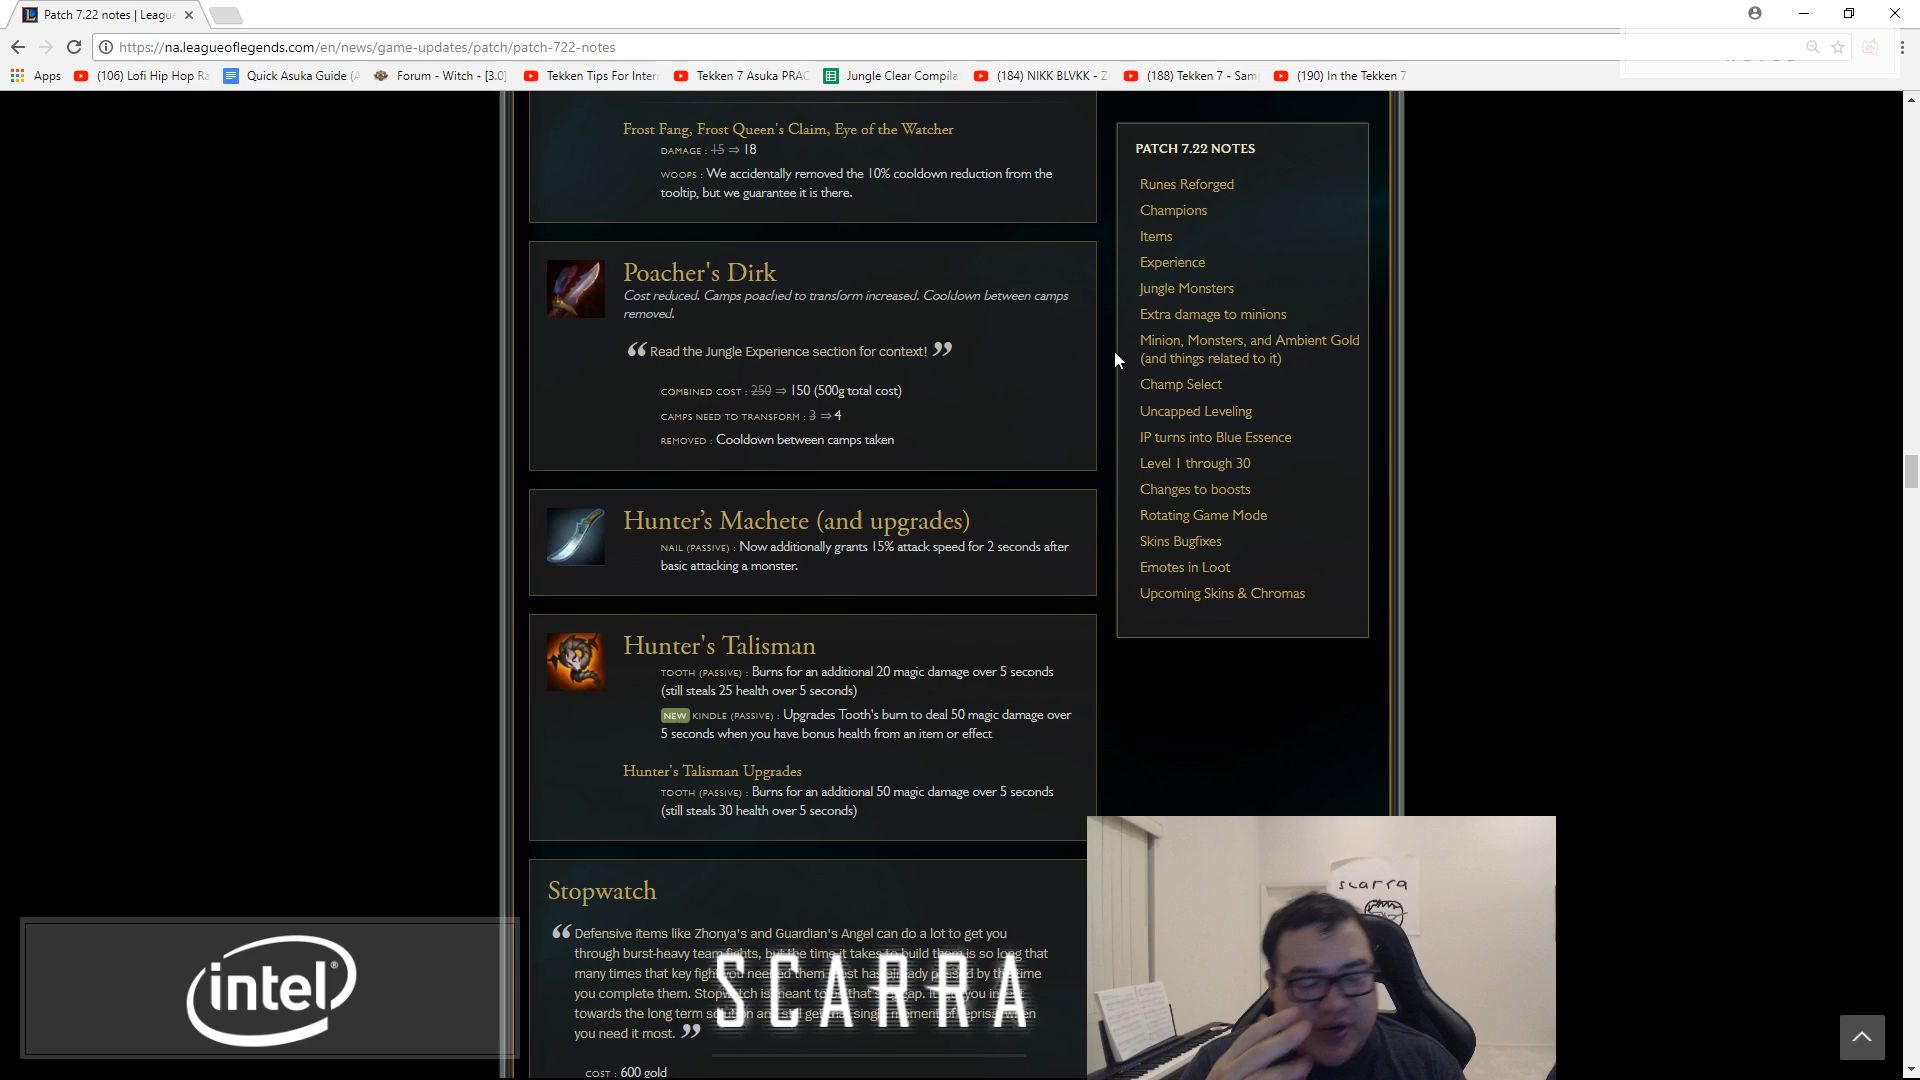 Patch 7.22 notes | Leagu
https://na.leagueoflegends.com/en/news/game-updates/patch/patch-722-notes
Apps
(106) Lofi Hip Hop Ra
Quick Asuka Guide (A
Forum - Witch - [3.0]
Tekken Tips For Inter
Tekken 7 Asuka PRAC
Jungle Clear Compila
(184) NIKK BLVKK - Z
(188) Tekken 7 - Sam
(190) In the Tekken 7
Frost Fang, Frost Queen's Claim, Eye of the Watcher
DAMAGE : 15 ⇒ 18
WOOPS : We accidentally removed the 10% cooldown reduction from the
tooltip, but we guarantee it is there.
Poacher's Dirk
Cost reduced. Camps poached to transform increased. Cooldown between camps
removed.
“ Read the Jungle Experience section for context! ”
COMBINED COST : 250 ⇒ 150 (500g total cost)
CAMPS NEED TO TRANSFORM : 3 ⇒ 4
REMOVED : Cooldown between camps taken
Hunter’s Machete (and upgrades)
NAIL (PASSIVE) : Now additionally grants 15% attack speed for 2 seconds after
basic attacking a monster.
Hunter's Talisman
TOOTH (PASSIVE) : Burns for an additional 20 magic damage over 5 seconds
(still steals 25 health over 5 seconds)
NEW KINDLE (PASSIVE) : Upgrades Tooth's burn to deal 50 magic damage over
5 seconds when you have bonus health from an item or effect
Hunter's Talisman Upgrades
TOOTH (PASSIVE) : Burns for an additional 50 magic damage over 5 seconds
(still steals 30 health over 5 seconds)
Stopwatch
“ Defensive items like Zhonya's and Guardian's Angel can do a lot to get you
through burst-heavy team fights, but the time it takes to build them is so long that
many times that key fight you needed them most has already passed by the time
you complete them. Stopwatch is meant to be that stop gap.
towards the long term solution and still get that single moment of reprisal when
you need it most. ”
COST : 600 gold
PATCH 7.22 NOTES
Runes Reforged
Champions
Items
Experience
Jungle Monsters
Extra damage to minions
Minion, Monsters, and Ambient Gold
(and things related to it)
Champ Select
Uncapped Leveling
IP turns into Blue Essence
Level 1 through 30
Changes to boosts
Rotating Game Mode
Skins Bugfixes
Emotes in Loot
Upcoming Skins & Chromas
intel
SCARRA
scarra